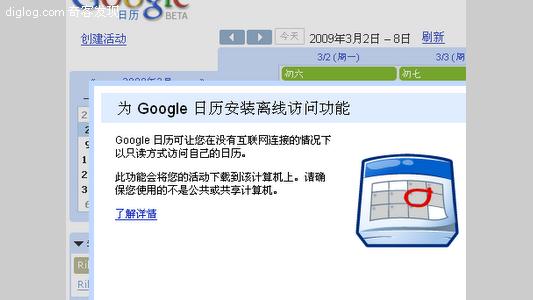 diglog.com 奇客发现
Google
日历 BETA
创建活动
今天 2009年3月2日 – 8日 刷新
3/2 (周一) 3/3 (周
初六 初七
为 Google 日历安装离线访问功能
Google 日历可让您在没有互联网连接的情况下
以只读方式访问自己的日历。
此功能会将您的活动下载到该计算机上。请确
保您使用的不是公共或共享计算机。
了解详情